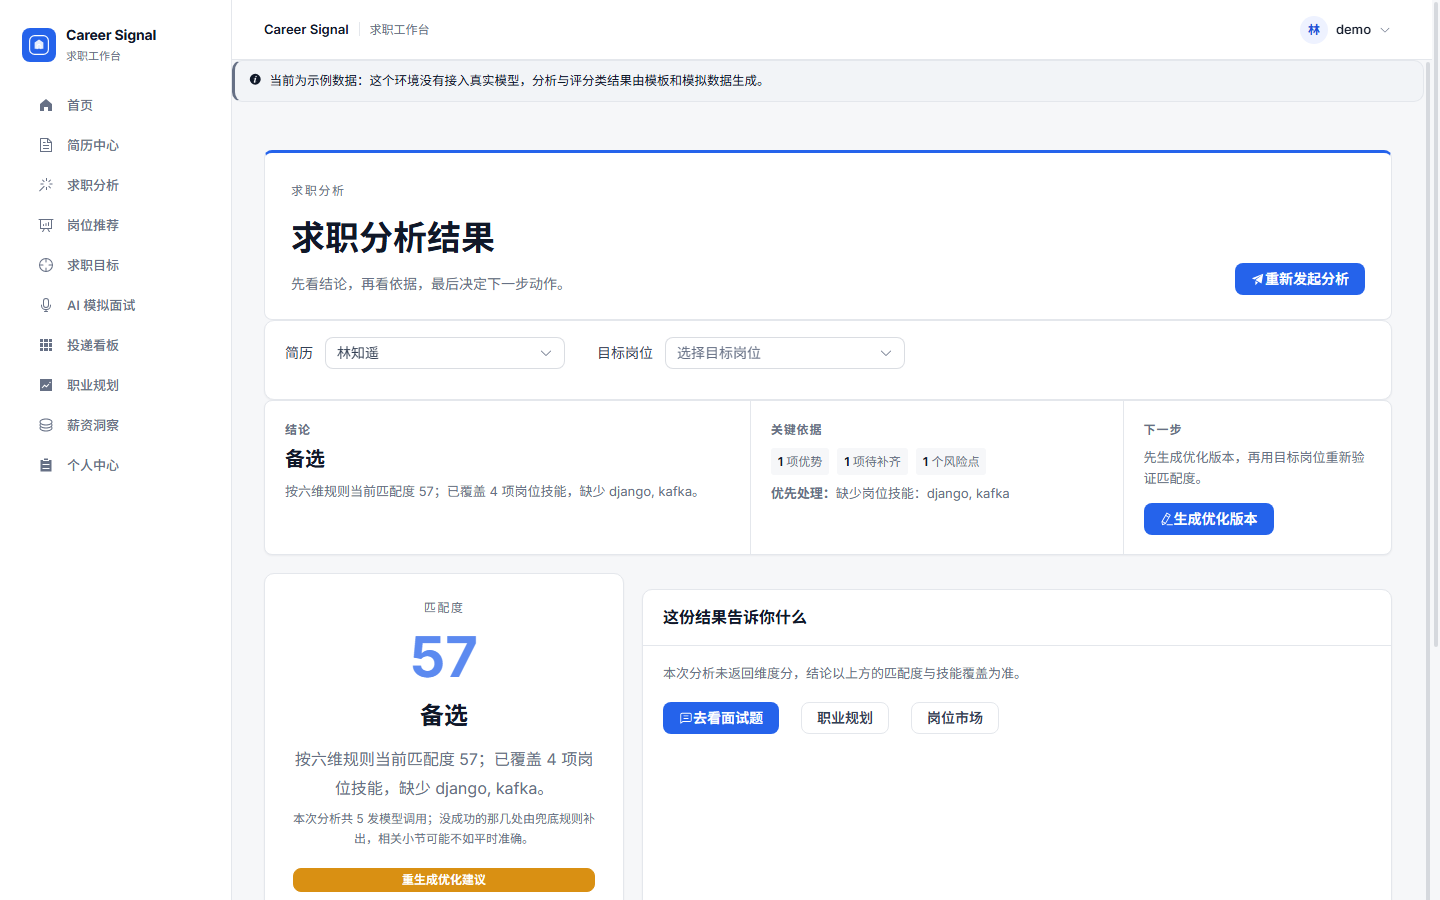 Career Signal
求职工作台
首页
简历中心
求职分析
岗位推荐
求职目标
AI 模拟面试
投递看板
职业规划
薪资洞察
个人中心
Career Signal
求职工作台
林
demo
当前为示例数据：这个环境没有接入真实模型，分析与评分类结果由模板和模拟数据生成。
求职分析
求职分析结果
先看结论，再看依据，最后决定下一步动作。
重新发起分析
简历
林知遥
目标岗位
选择目标岗位
结论
备选
按六维规则当前匹配度 57；已覆盖 4 项岗位技能，缺少 django, kafka。
关键依据
1 项优势
1 项待补齐
1 个风险点
优先处理：缺少岗位技能：django, kafka
下一步
先生成优化版本，再用目标岗位重新验
证匹配度。
生成优化版本
匹配度
57
备选
按六维规则当前匹配度 57；已覆盖 4 项岗
位技能，缺少 django, kafka。
本次分析共 5 发模型调用；没成功的那几处由兜底规则补
出，相关小节可能不如平时准确。
重生成优化建议
这份结果告诉你什么
本次分析未返回维度分，结论以上方的匹配度与技能覆盖为准。
去看面试题
职业规划
岗位市场